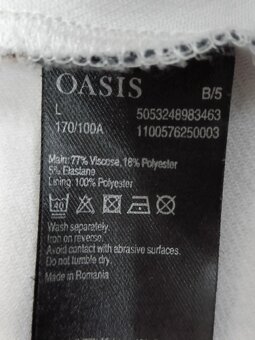 OASIS
B/5
L 5053248983463
170/100A 1100576250003
Main: 77% Viscose, 18% Polyester
5% Elastane
Lining: 100% Polyester
40
Wash separately.
Iron on reverse.
Avoid contact with abrasive surfaces.
Do not tumble dry.
Made in Romania